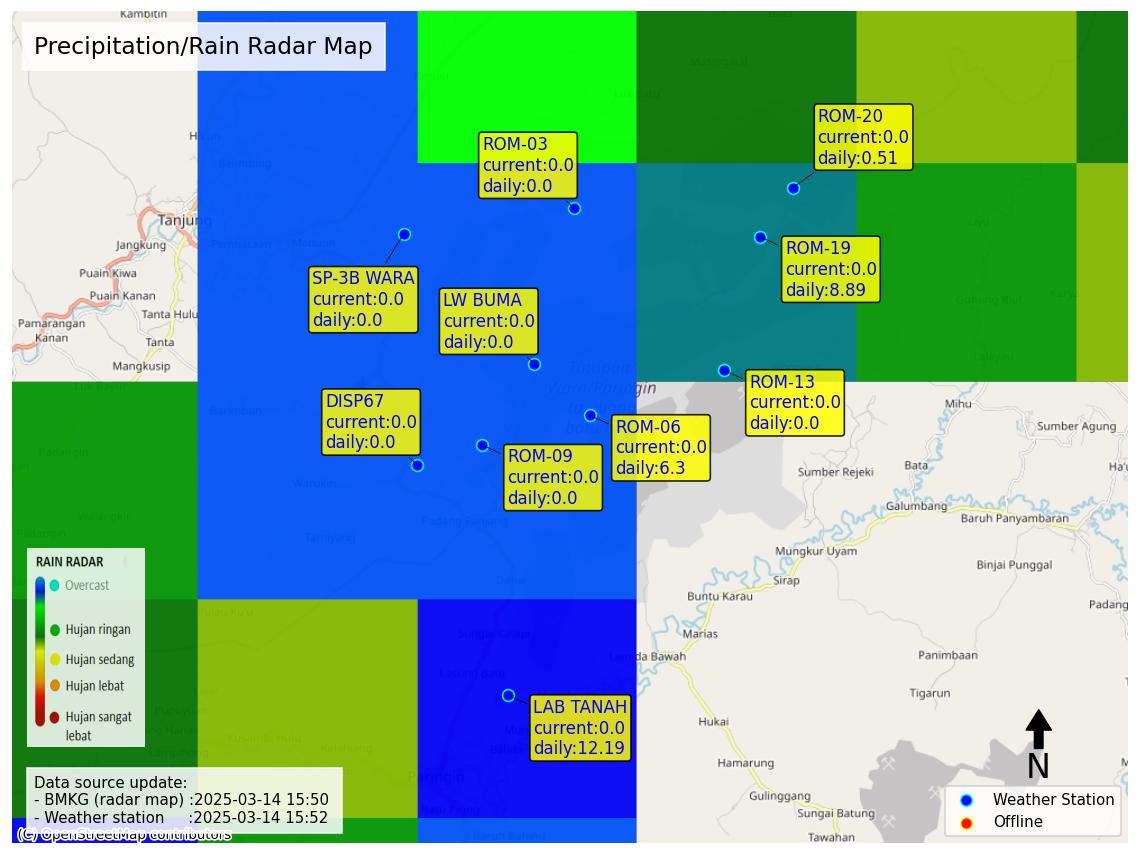 Kambitin
Precipitation/Rain Radar Map
ROM-20
current:0.0
daily:0.51
ROM-03
current:0.0
daily:0.0
Tanjung
Jangkung
ROM-19
current:0.0
daily:8.89
SP-3B WARA
current:0.0
daily:0.0
Puain Kiwa
Puain Kanan
LW BUMA
current:0.0
daily:0.0
Tanta Hulu
Pamarangan
Kanan
Tanta
Mangkusip
ROM-13
current:0.0
daily:0.0
DISP67
current:0.0
daily:0.0
Mihu
ROM-06
current:0.0
daily:6.3
Sumber Agung
ROM-09
current:0.0
daily:0.0
Bata
Sumber Rejeki
Galumbang
Baruh Panyambaran
Mungkur Uyam
Binjai Punggal
Sirap
Buntu Karau
Padang
RAIN RADAR
Overcast
Hujan ringan
Hujan sedang
Hujan lebat
Hujan sangat
lebat
Marias
Lamida Bawah
Panimbaan
Tigarun
LAB TANAH
current:0.0
daily:12.19
Hukai
Hamarung
N
Paringin
Gulinggang
Sungai Batung
Tawahan
Data source update:
- BMKG (radar map) :2025-03-14 15:50
- Weather station :2025-03-14 15:52
Weather Station
Offline
(C) OpenStreetMap contributors